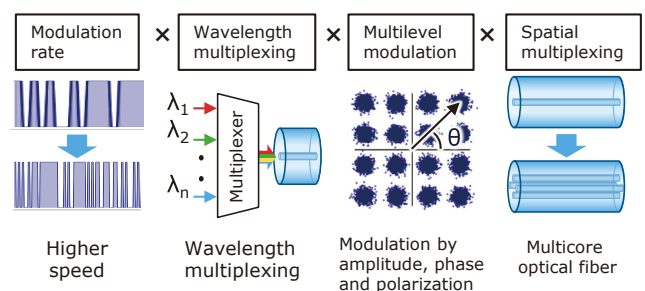 Modulation
rate
×
Wavelength
multiplexing
×
Multilevel
modulation
×
Spatial
multiplexing
λ1
λ2
λn
Multiplexer
θ
Higher
speed
Wavelength
multiplexing
Modulation by
amplitude, phase
and polarization
Multicore
optical fiber